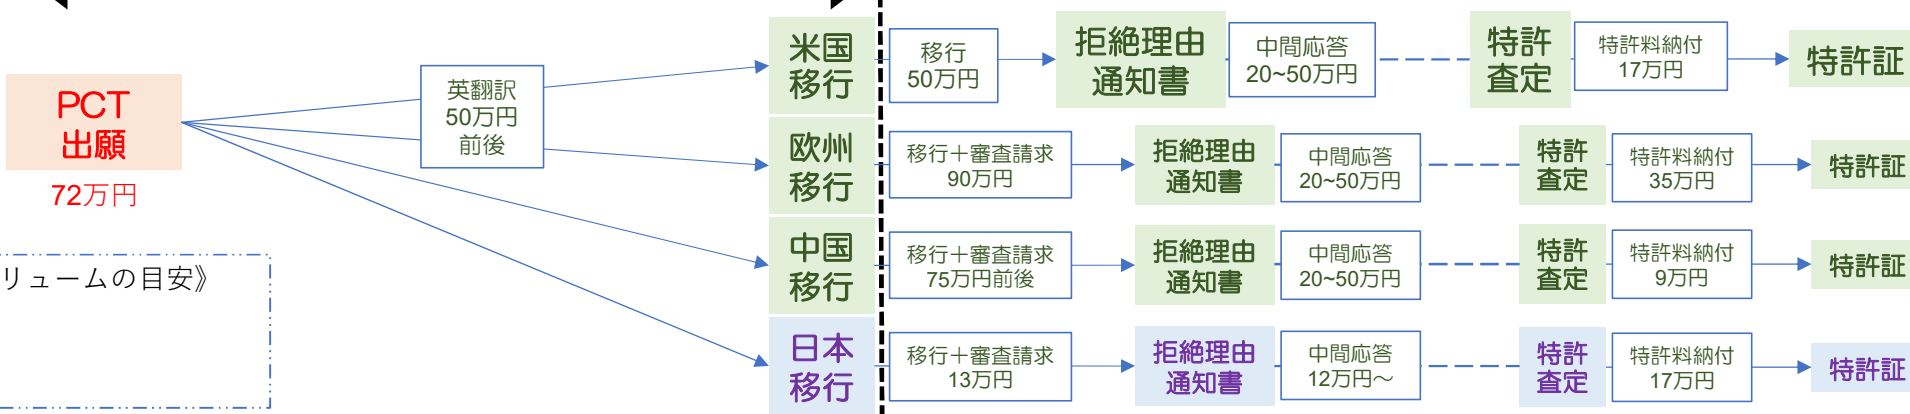 PCT
出願
72万円
リュームの目安》
英翻訳
50万円
前後
米国
移行
移行
50万円
拒絶理由
通知書
中間応答
20~50万円
特許
査定
特許料納付
17万円
特許証
欧州
移行
移行＋審査請求
90万円
拒絶理由
通知書
中間応答
20~50万円
特許
査定
特許料納付
35万円
特許証
中国
移行
移行＋審査請求
75万円前後
拒絶理由
通知書
中間応答
20~50万円
特許
査定
特許料納付
9万円
特許証
日本
移行
移行＋審査請求
13万円
拒絶理由
通知書
中間応答
12万円～
特許
査定
特許料納付
17万円
特許証